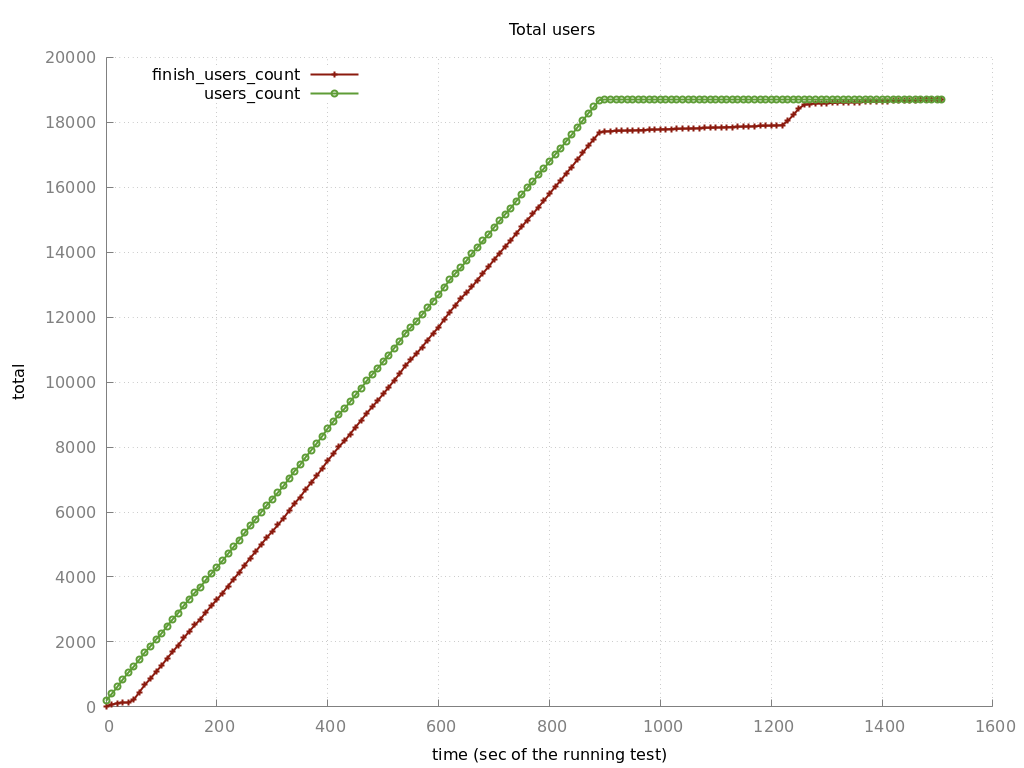 Total users
finish_users_count
users_count
20000
18000
16000
14000
12000
10000
8000
6000
4000
2000
0
total
0 200 400 600 800 1000 1200 1400 1600
time (sec of the running test)